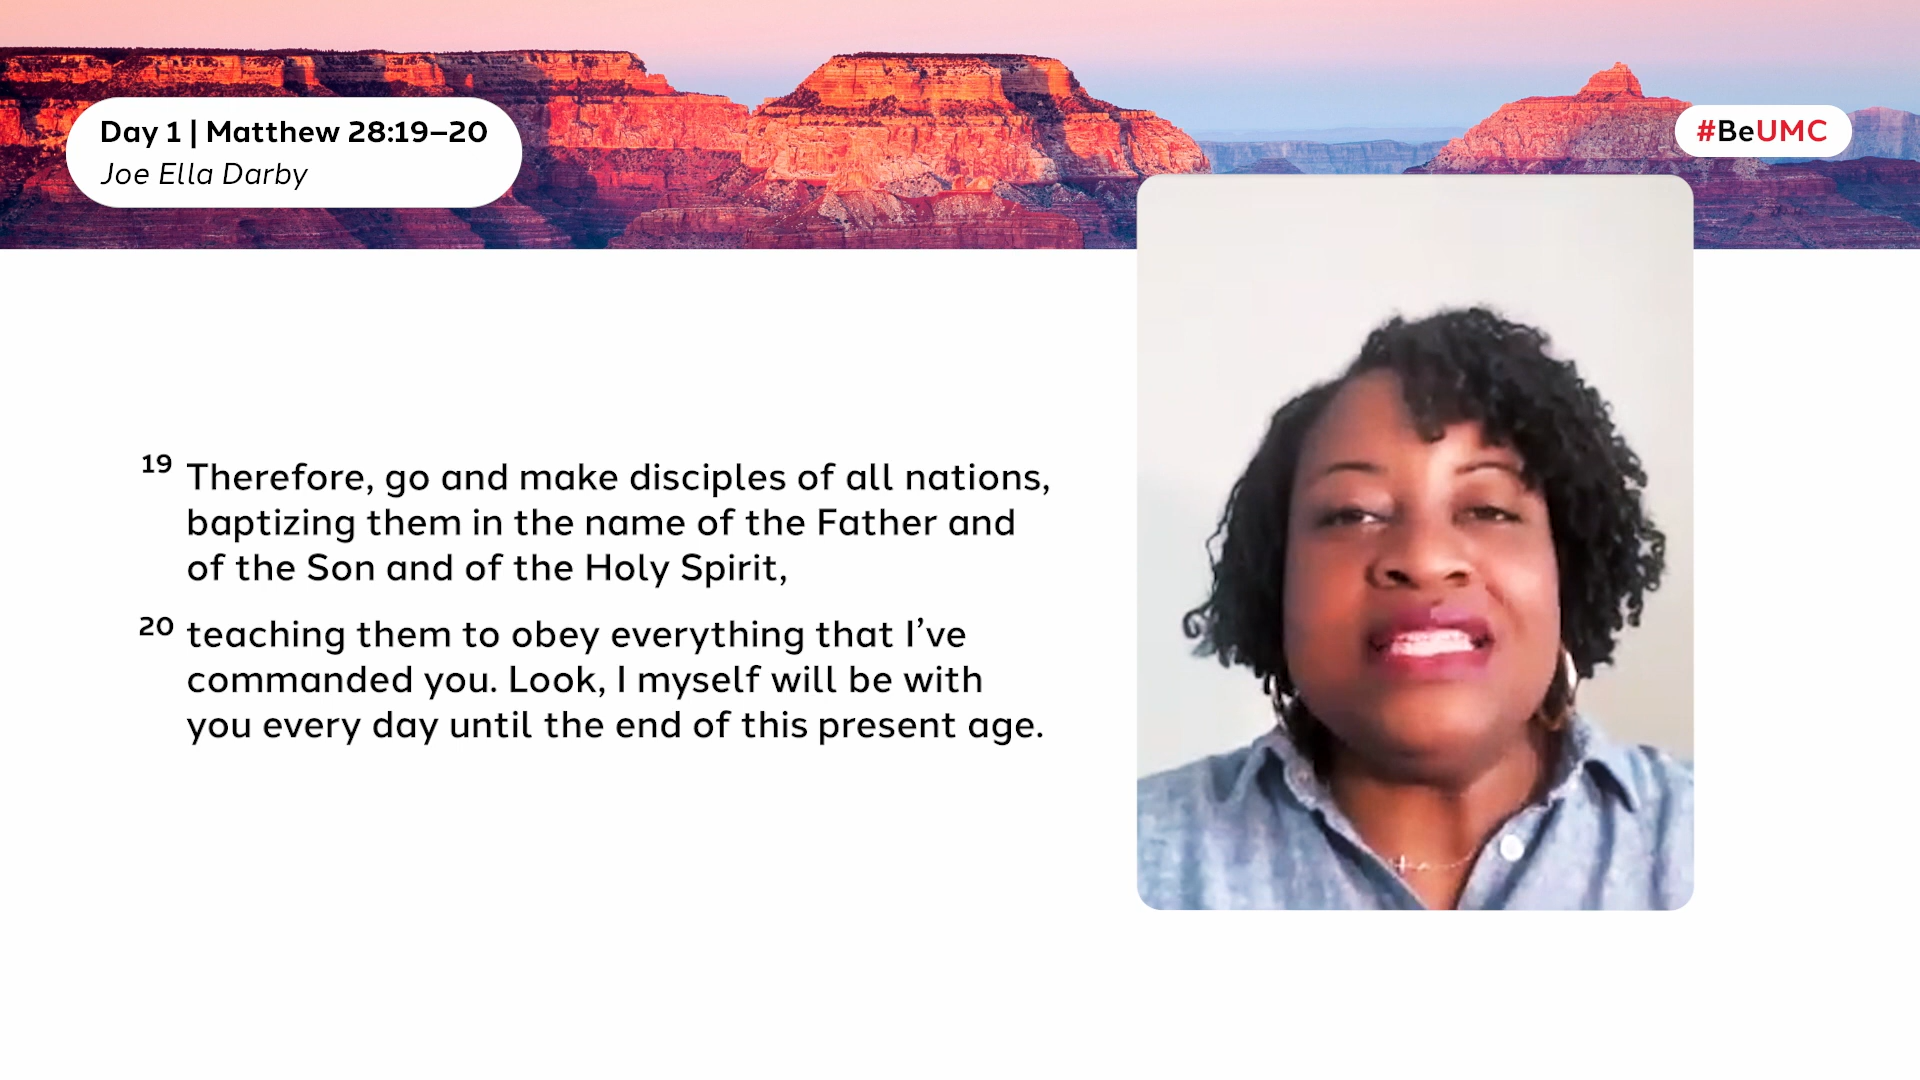 Day 1 | Matthew 28:19–20
Joe Ella Darby
#BeUMC
19 Therefore, go and make disciples of all nations,
baptizing them in the name of the Father and
of the Son and of the Holy Spirit,
20 teaching them to obey everything that I’ve
commanded you. Look, I myself will be with
you every day until the end of this present age.